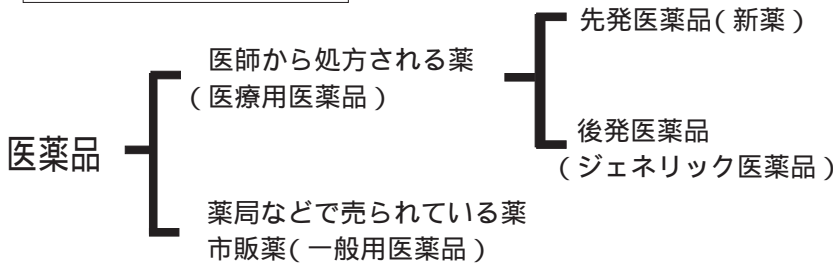 先発医薬品(新薬)
医師から処方される薬
(医療用医薬品)
後発医薬品
(ジェネリック医薬品)
医薬品
薬局などで売られている薬
市販薬(一般用医薬品)